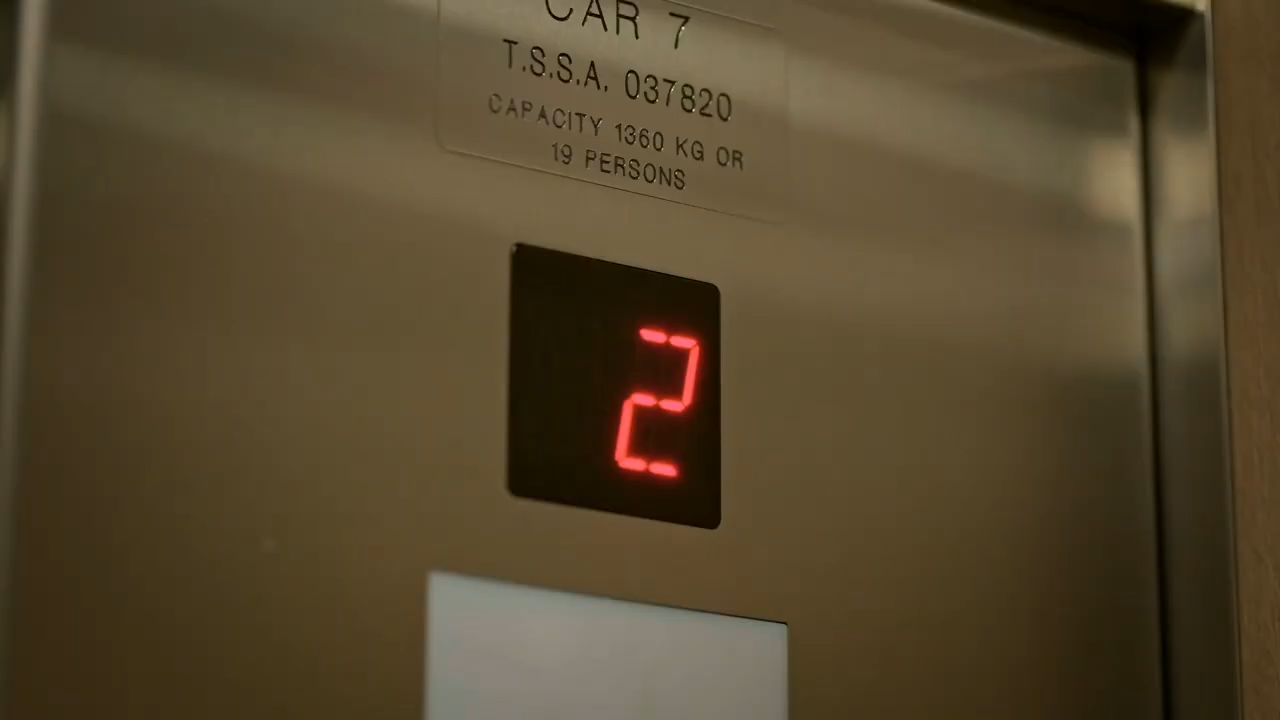 CAR 7
T.S.S.A. 037820
CAPACITY 1360 KG OR
19 PERSONS
2